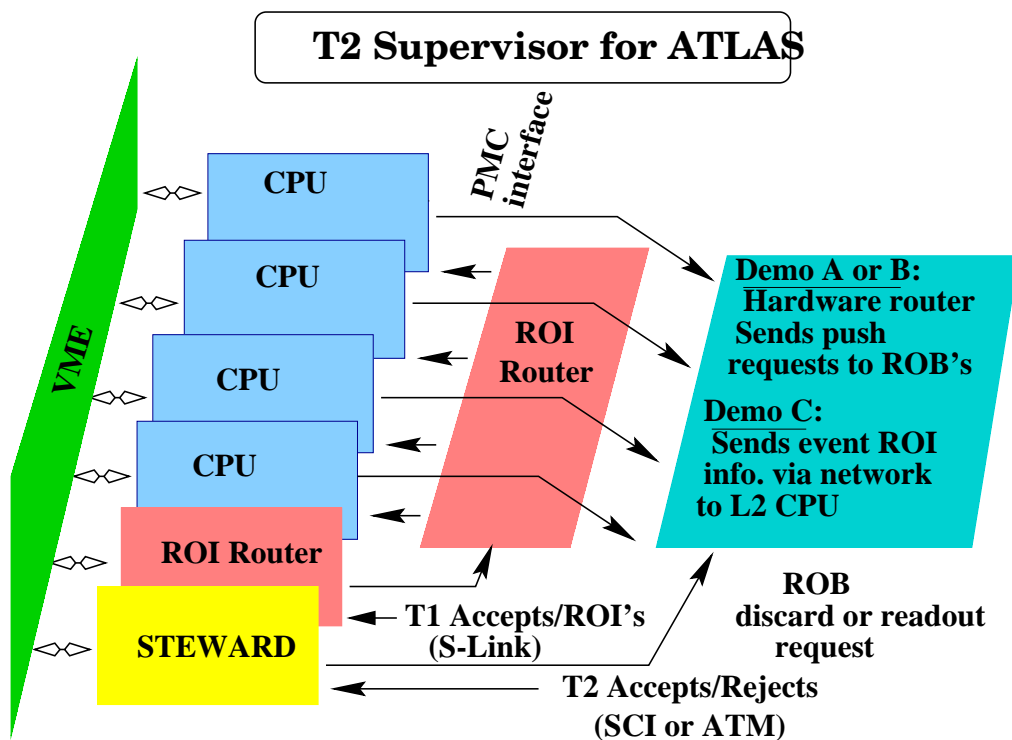 T2 Supervisor for ATLAS
PMC
interface
CPU
CPU
CPU
CPU
VME
ROI
Router
ROI Router
STEWARD
Demo A or B:
Hardware router
Sends push
requests to ROB's
Demo C:
Sends event ROI
info. via network
to L2 CPU
T1 Accepts/ROI's
(S-Link)
ROB
discard or readout
request
T2 Accepts/Rejects
(SCI or ATM)